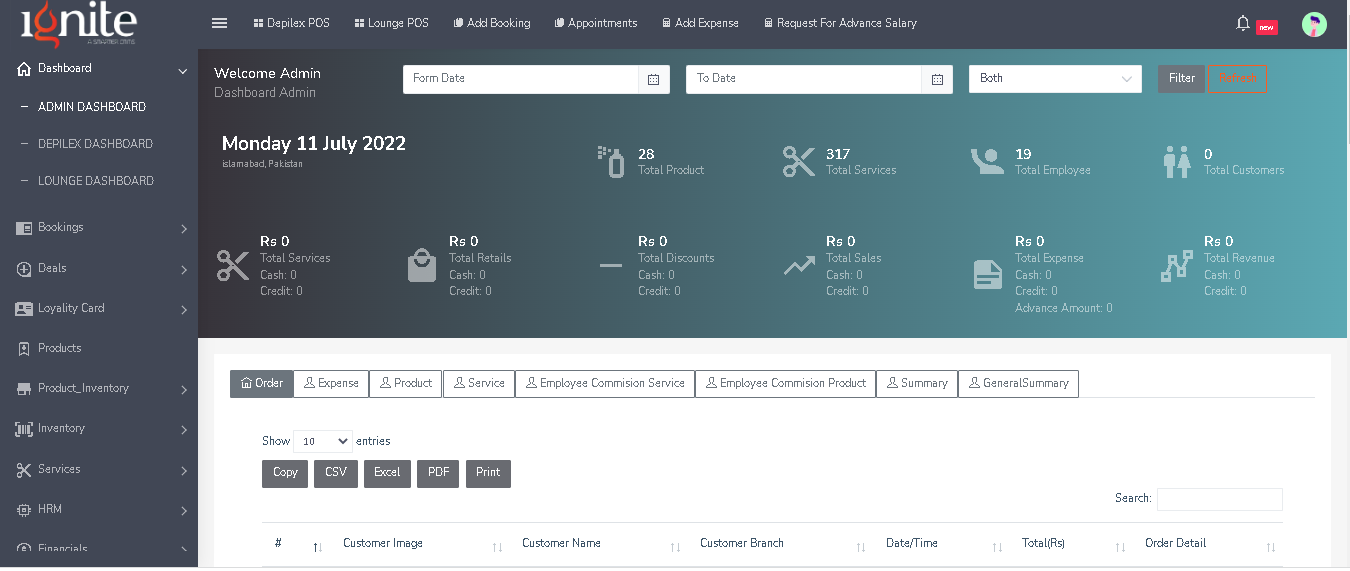 ignite
A SMARTER CRMS
Depilex POS
Lounge POS
Add Booking
Appointments
Add Expense
Request For Advance Salary
new
Dashboard
ADMIN DASHBOARD
DEPILEX DASHBOARD
LOUNGE DASHBOARD
Bookings
Deals
Loyality Card
Products
Product_Inventory
Inventory
Services
HRM
Financials
Welcome Admin
Dashboard Admin
Form Date
To Date
Both
Filter
Refresh
Monday 11 July 2022
islamabad, Pakistan
28
Total Product
317
Total Services
19
Total Employee
0
Total Customers
Rs 0
Total Services
Cash: 0
Credit: 0
Rs 0
Total Retails
Cash: 0
Credit: 0
Rs 0
Total Discounts
Cash: 0
Credit: 0
Rs 0
Total Sales
Cash: 0
Credit: 0
Rs 0
Total Expense
Cash: 0
Credit: 0
Advance Amount: 0
Rs 0
Total Revenue
Cash: 0
Credit: 0
Order
Expense
Product
Service
Employee Commision Service
Employee Commision Product
Summary
GeneralSummary
Show 10 entries
Copy
CSV
Excel
PDF
Print
Search:
# Customer Image Customer Name Customer Branch Date/Time Total(Rs) Order Detail